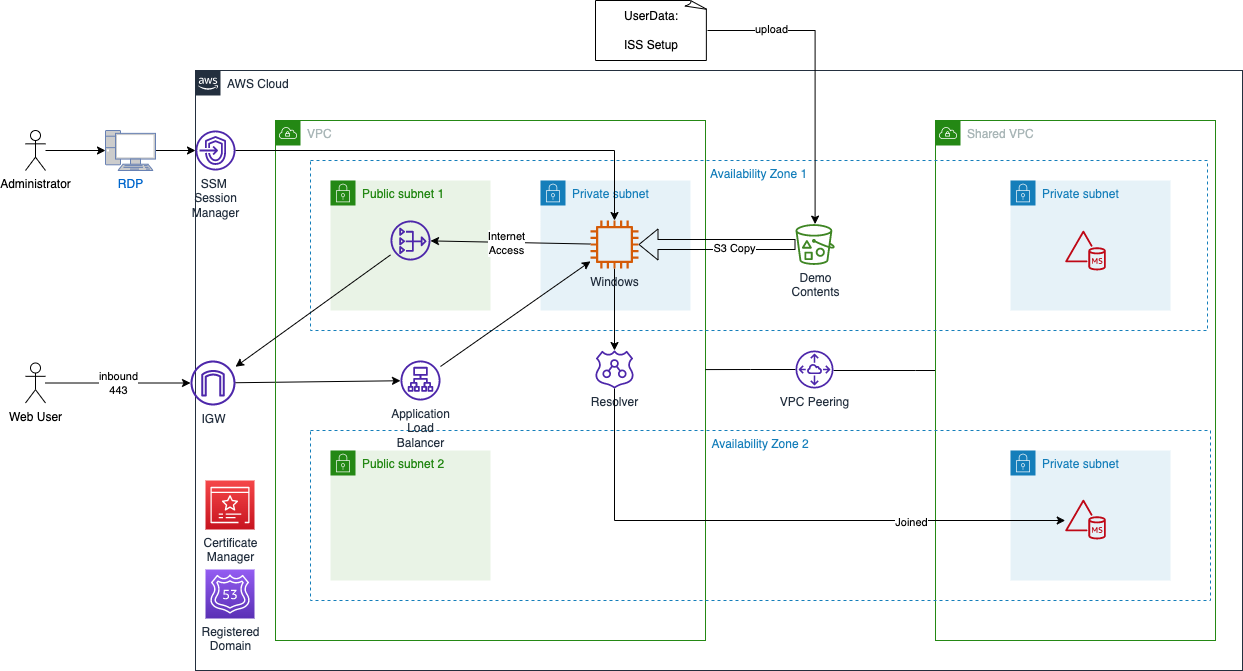 UserData:
ISS Setup
upload
aws
AWS Cloud
VPC
Shared VPC
Administrator
RDP
SSM
Session
Manager
Availability Zone 1
Public subnet 1
Private subnet
Private subnet
Internet
Access
S3 Copy
MS
Windows
Demo
Contents
Web User
inbound
443
IGW
Application
Load
Balancer
Resolver
VPC Peering
Availability Zone 2
Public subnet 2
Private subnet
MS
Joined
Certificate
Manager
53
Registered
Domain